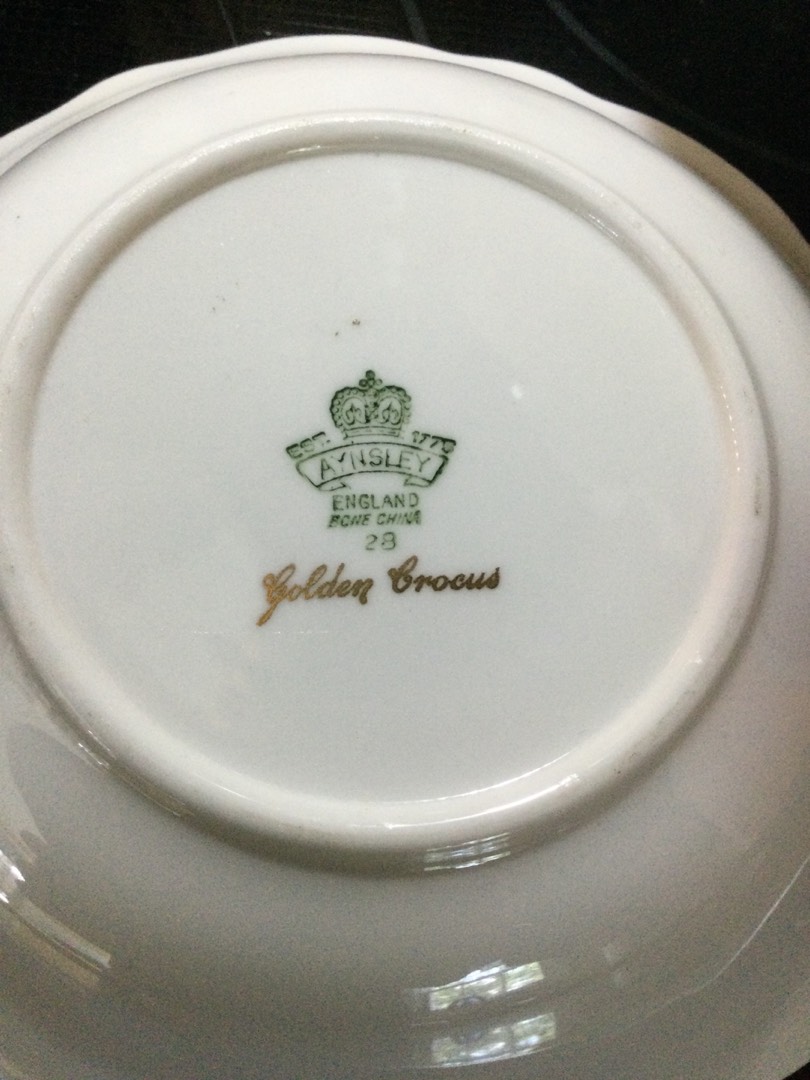 EST. 1775
AYNSLEY
ENGLAND
BONE CHINA
28
Golden Crocus